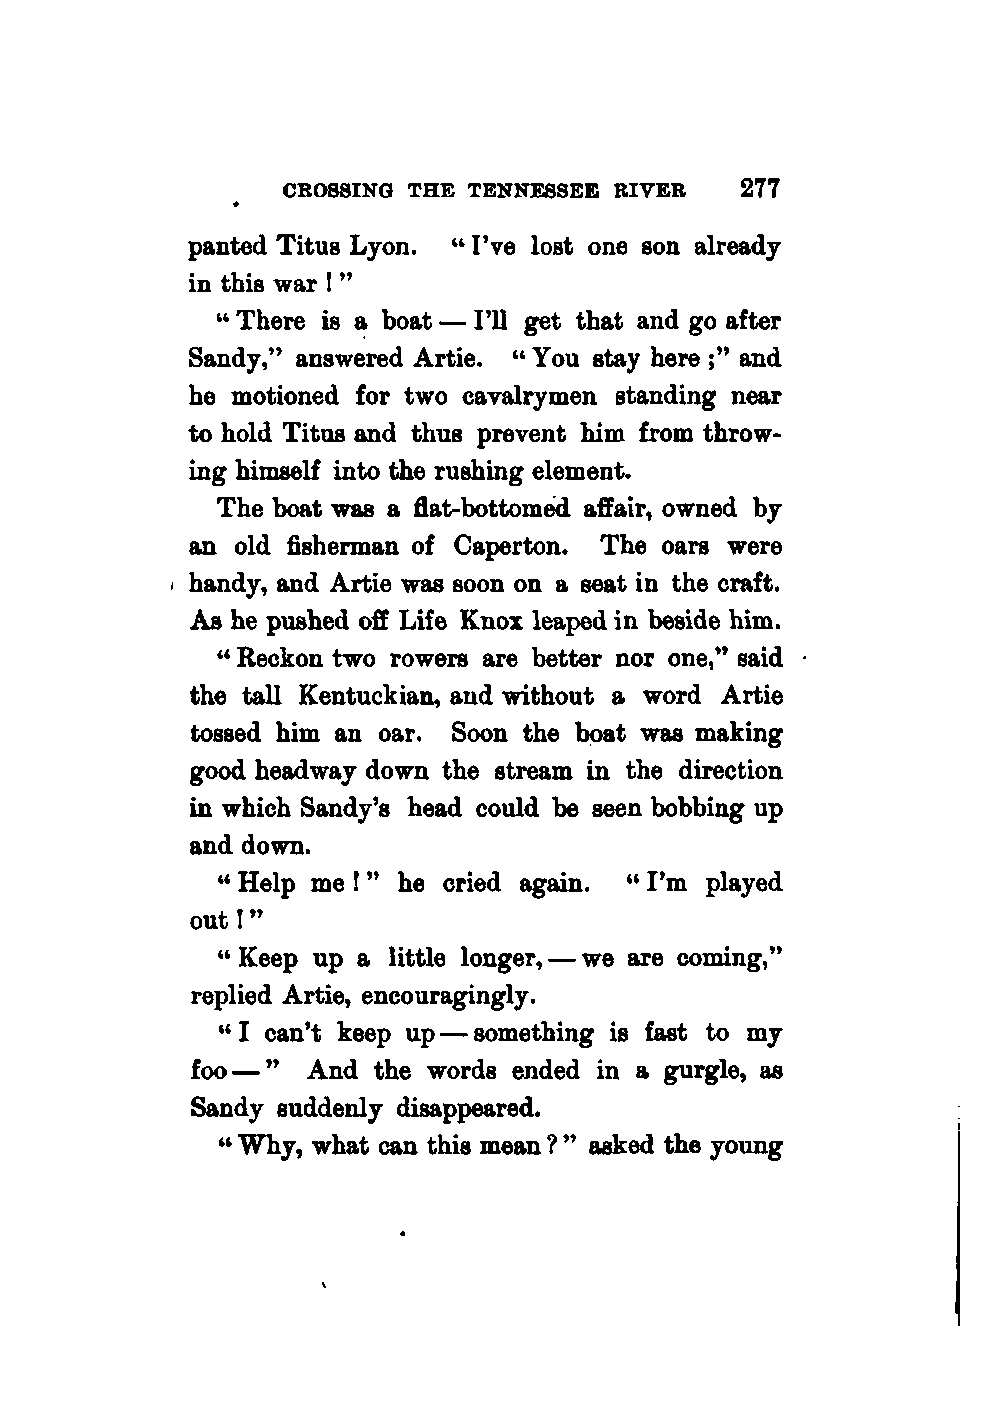 CROSSING THE TENNESSEE RIVER 277
panted Titus Lyon. “I’ve lost one son already
in this war!”
“There is a boat — I’ll get that and go after
Sandy,” answered Artie. “You stay here;” and
he motioned for two cavalrymen standing near
to hold Titus and thus prevent him from throw-
ing himself into the rushing element.
The boat was a flat-bottomed affair, owned by
an old fisherman of Caperton. The oars were
handy, and Artie was soon on a seat in the craft.
As he pushed off Life Knox leaped in beside him.
“Reckon two rowers are better nor one,” said
the tall Kentuckian, and without a word Artie
tossed him an oar. Soon the boat was making
good headway down the stream in the direction
in which Sandy’s head could be seen bobbing up
and down.
“Help me!” he cried again. “I’m played
out!”
“Keep up a little longer, — we are coming,”
replied Artie, encouragingly.
“I can’t keep up — something is fast to my
foo — ” And the words ended in a gurgle, as
Sandy suddenly disappeared.
“Why, what can this mean?” asked the young